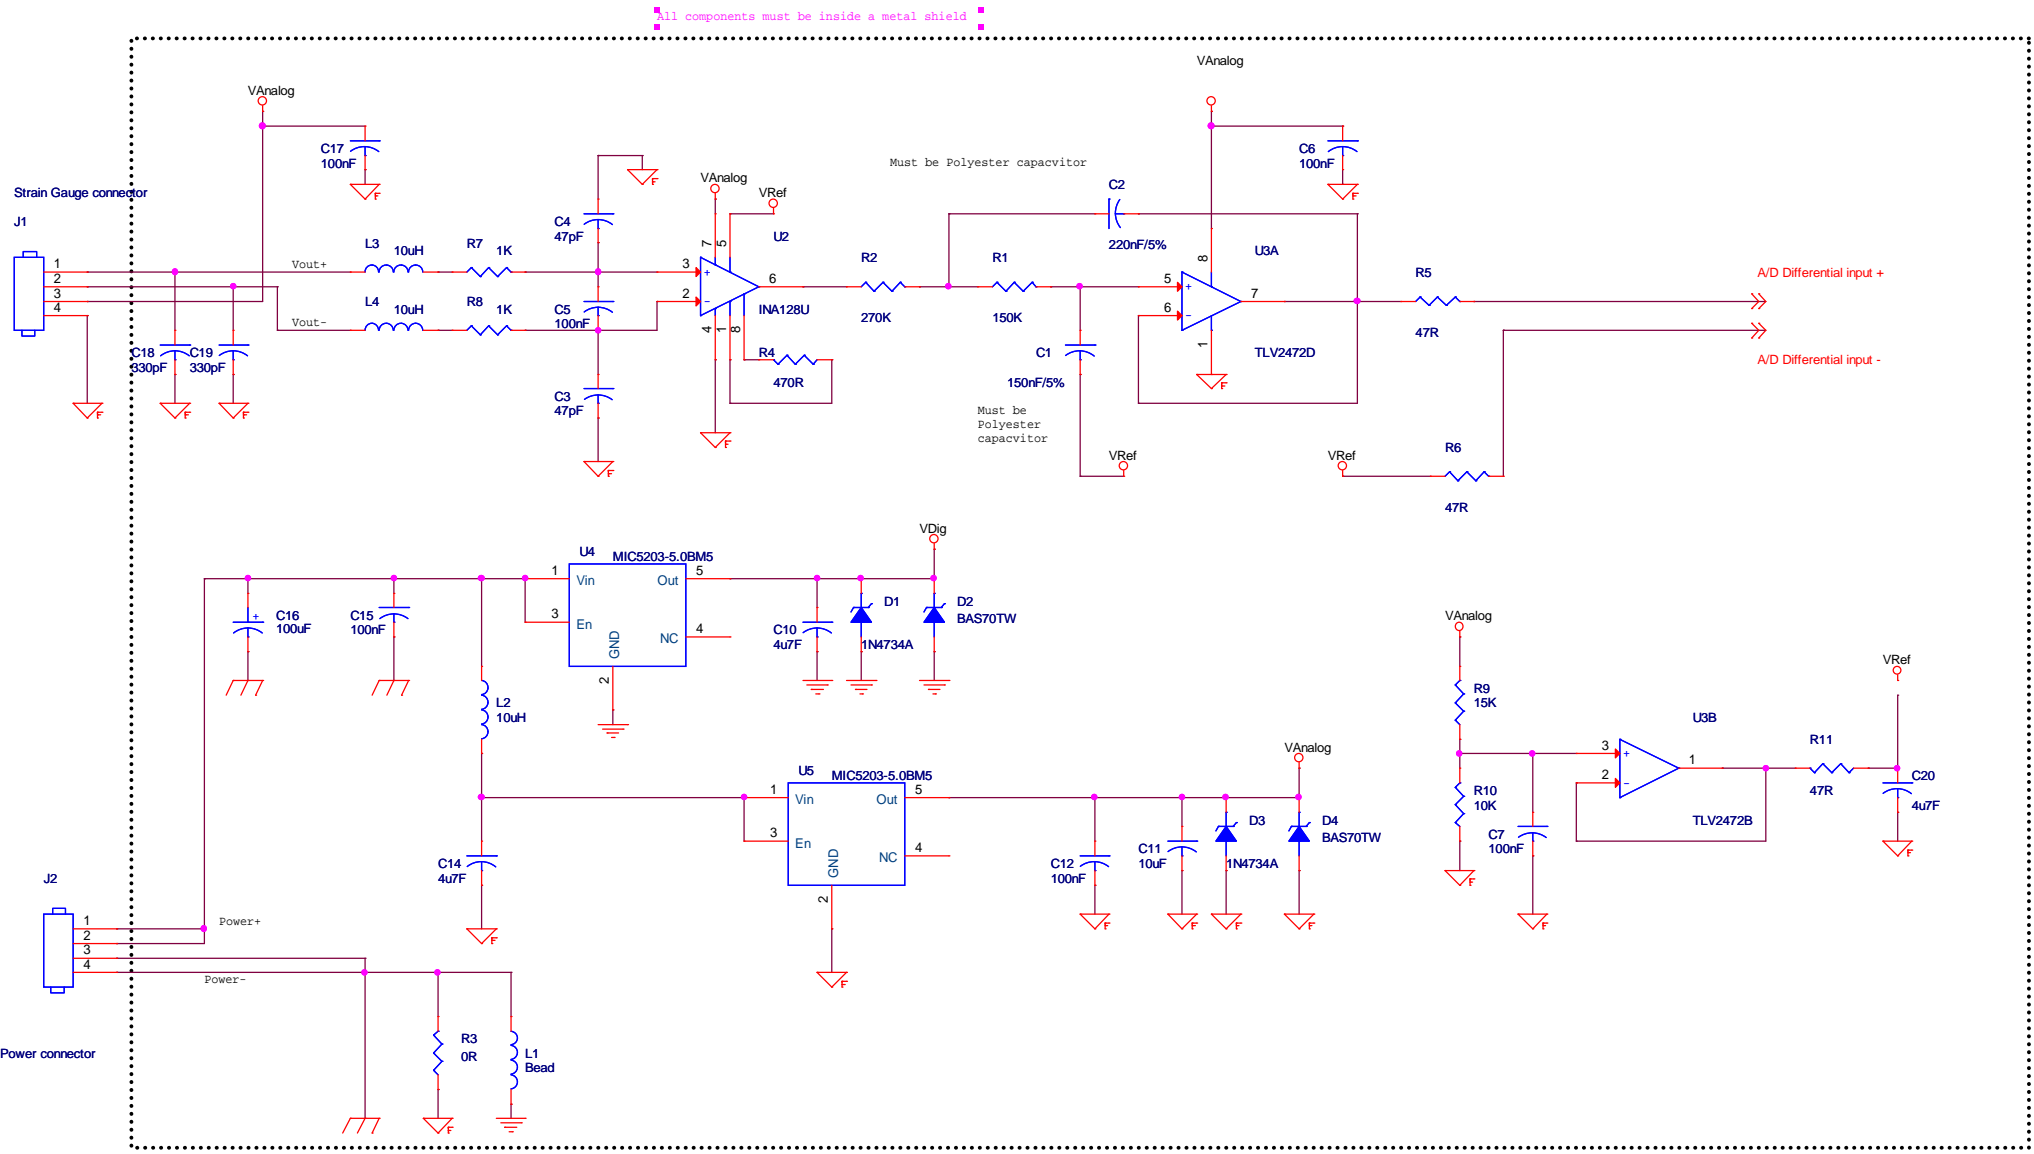 All components must be inside a metal shield
VAnalog
VAnalog
C17
100nF
C6
100nF
Must be Polyester capacvitor
Strain Gauge connector
J1
VAnalog
VRef
C2
220nF/5%
C4
47pF
7
5
U2
8
U3A
L3
10uH
R7
1K
Vout+
1
2
3
4
3
+
2
-
6
INA128U
R2
270K
R1
150K
5
+
6
-
7
R5
47R
A/D Differential input +
L4
10uH
R8
1K
Vout-
C5
100nF
4
1
8
1
TLV2472D
A/D Differential input -
C18
330pF
C19
330pF
R4
470R
C1
150nF/5%
C3
47pF
F
F
F
F
F
F
F
F
F
Must be
Polyester
capacvitor
VRef
VRef
R6
47R
VDig
U4
MIC5203-5.0BM5
1
Vin
Out
5
3
En
NC
4
GND
2
C16
100uF
+
C15
100nF
C10
4u7F
D1
1N4734A
D2
BAS70TW
VAnalog
VRef
L2
10uH
R9
15K
U3B
R10
10K
3
+
2
-
1
R11
47R
C20
4u7F
TLV2472B
C7
100nF
F
F
F
U5
MIC5203-5.0BM5
VAnalog
1
Vin
Out
5
3
En
NC
4
GND
2
C14
4u7F
C12
100nF
C11
10uF
D3
1N4734A
D4
BAS70TW
F
F
F
F
F
F
J2
1
2
3
4
Power+
Power-
R3
0R
L1
Bead
F
Power connector